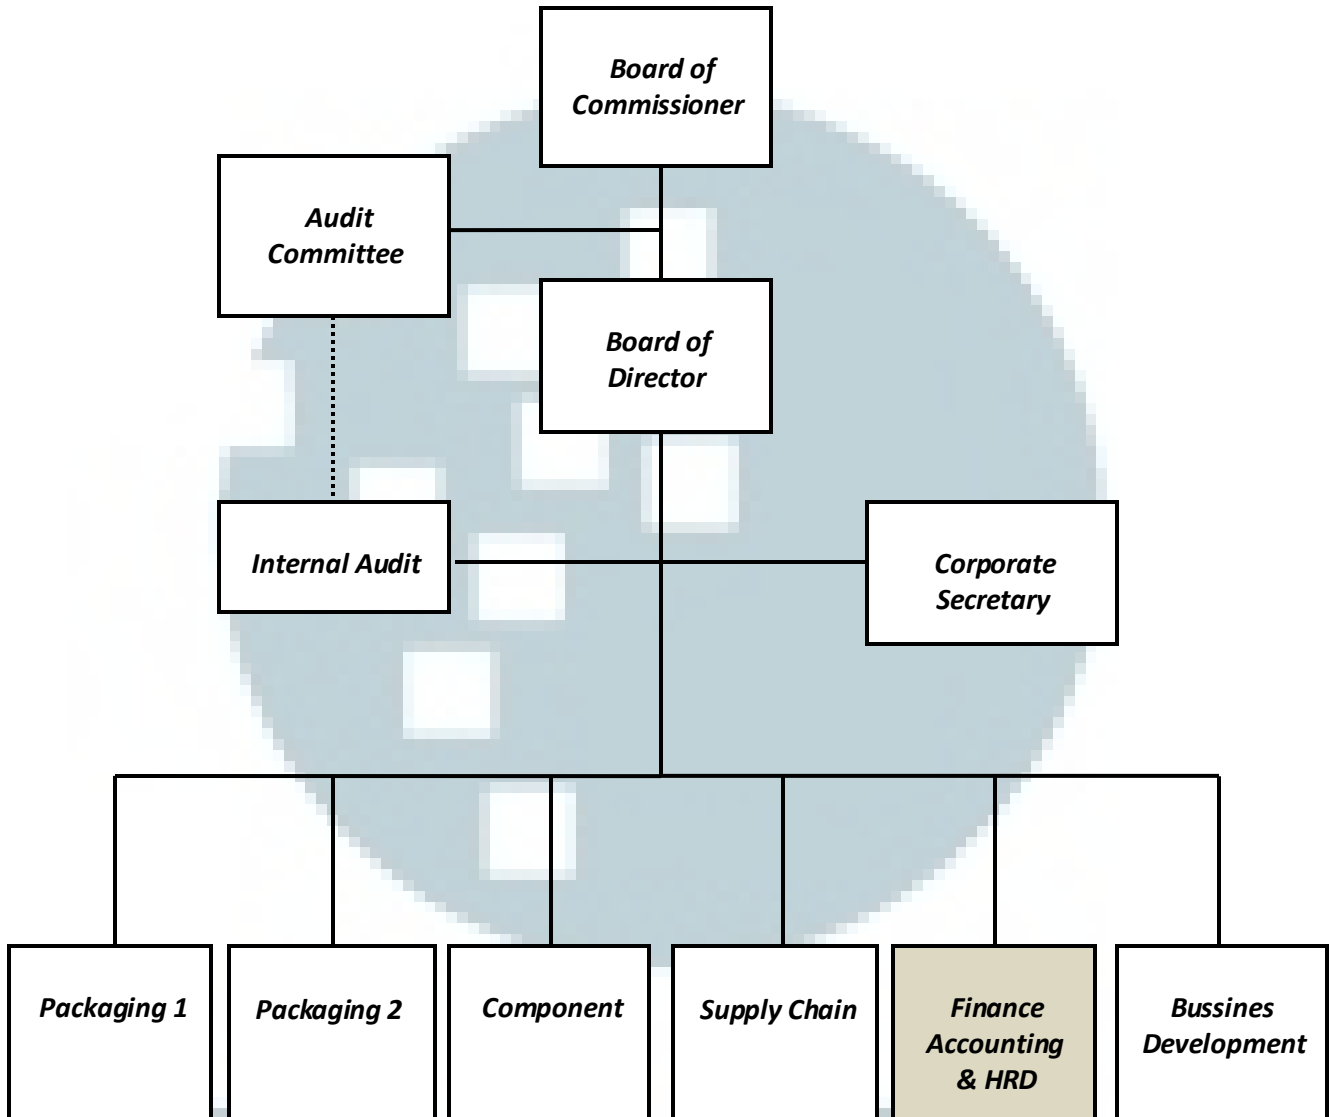 Board of
Commissioner
Audit
Committee
Board of
Director
Internal Audit
Corporate
Secretary
Packaging 1
Packaging 2
Component
Supply Chain
Finance
Accounting
& HRD
Bussines
Development